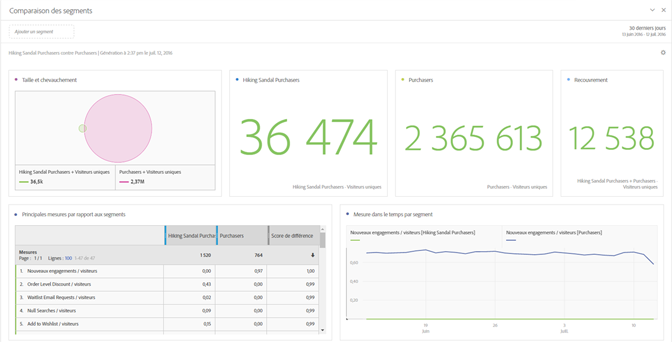 Comparaison des segments
Ajouter un segment
30 derniers jours
13 juin 2016 - 12 juil. 2016
Hiking Sandal Purchasers contre Purchasers | Génération à 2:37 pm le juil. 12, 2016
Taille et chevauchement
Hiking Sandal Purchasers
Purchasers
Recouvrement
36 474
2 365 613
12 538
Hiking Sandal Purchasers + Visiteurs uniques
Purchasers + Visiteurs uniques
36,5k
2,37M
Hiking Sandal Purchasers - Visiteurs uniques
Purchasers - Visiteurs uniques
Hiking Sandal Purchasers + Purchasers -
Visiteurs uniques
Principales mesures par rapport aux segments
Hiking Sandal Purcha
Purchasers
Score de différence
Mesures
Page : 1 / 1 Lignes : 100 1-47 de 47
1 520
764
1. Nouveaux engagements / visiteurs 0,00 0,97 1,00
2. Order Level Discount / visiteurs 0,43 0,00 0,99
3. Waitlist Email Requests / visiteurs 0,02 0,00 0,99
4. Null Searches / visiteurs 0,09 0,00 0,99
5. Add to Wishlist / visiteurs 0,15 0,00 0,99
Mesure dans le temps par segment
Nouveaux engagements / visiteurs [Hiking Sandal Purchasers]
Nouveaux engagements / visiteurs [Purchasers]
0,60
0,40
0,20
juin
juil